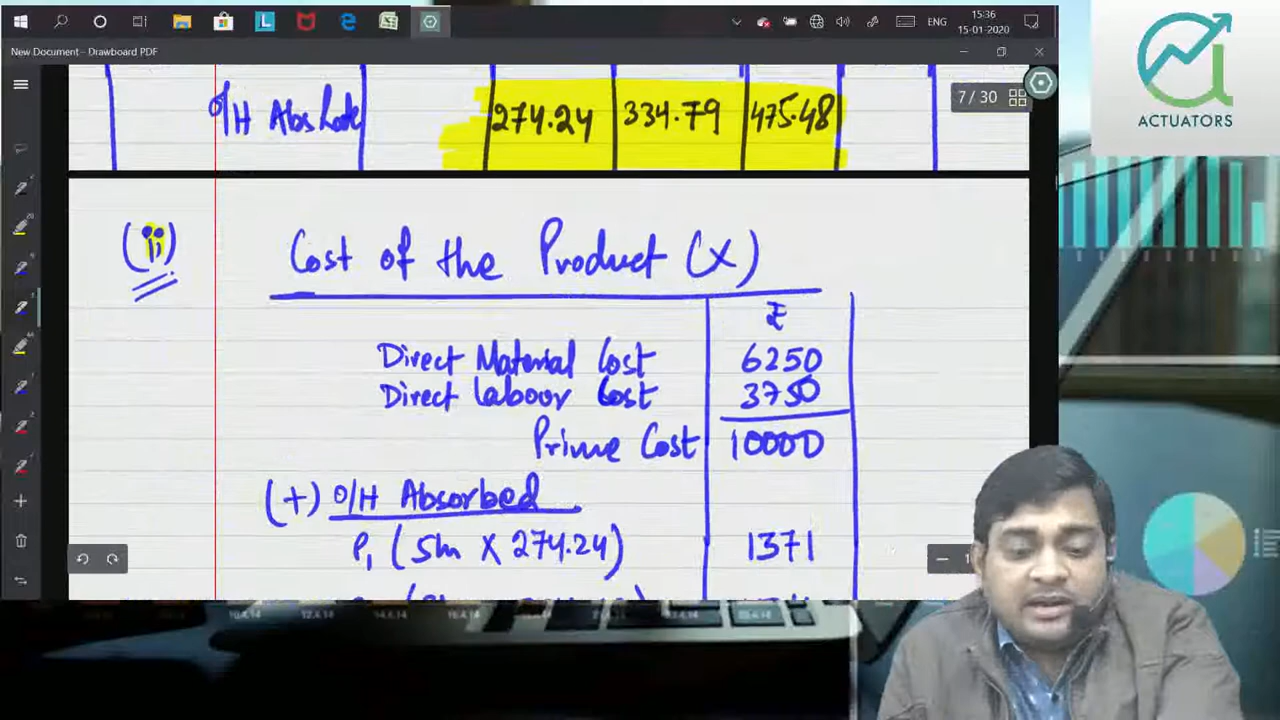 ENG
15:36
15-01-2020
New Document - Drawboard PDF
ACTUATORS
7 / 30
O/H Abs Rate 274.24 334.79 475.48
(ii)
Cost of the Product (X)
₹
Direct Material Cost 6250
Direct Labour Cost 3750
Prime Cost 10000
(+) O/H Absorbed
P1 (5hr X 274.24) 1371